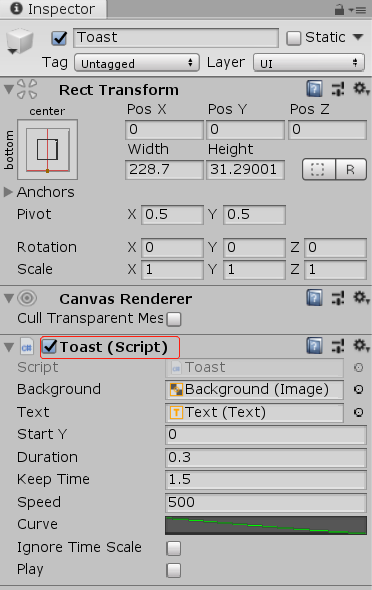 Inspector
Toast
Static
Tag Untagged Layer UI
Rect Transform
center
bottom
Pos X Pos Y Pos Z
0 0 0
Width Height
228.7 31.29001
R
Anchors
Pivot X 0.5 Y 0.5
Rotation X 0 Y 0 Z 0
Scale X 1 Y 1 Z 1
Canvas Renderer
Cull Transparent Mes
Toast (Script)
Script Toast
Background Background (Image)
Text Text (Text)
Start Y 0
Duration 0.3
Keep Time 1.5
Speed 500
Curve
Ignore Time Scale
Play